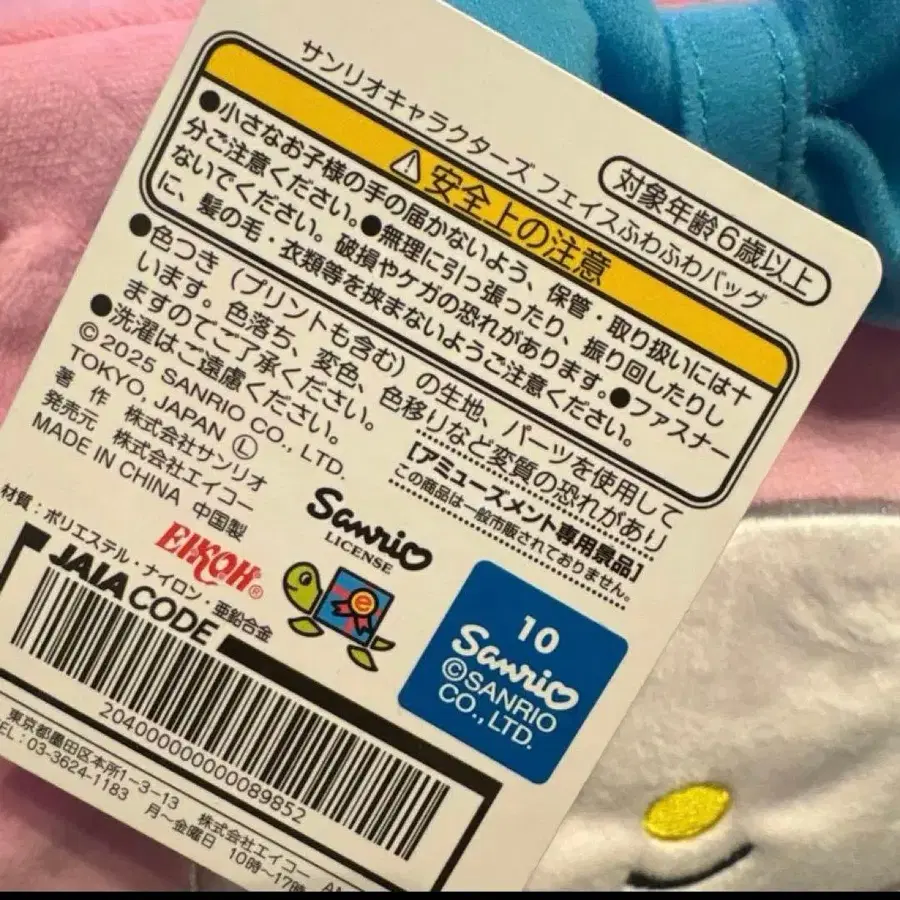 サンリオキャラクターズ フェイスふわふわバッグ
対象年齢6歳以上
⚠安全上の注意
●小さなお子様の手の届かないよう、保管・取り扱いには十
分ご注意ください。●無理に引っ張ったり、振り回したりし
ないでください。破損やケガの恐れがあります。●ファスナー
に、髪の毛・衣類等を挟まないようご注意ください。
●色つき（プリントも含む）の生地、パーツを使用して
います。色落ち、変色、色移りなど変質の恐れがあり
ますのでご了承ください。
●洗濯はご遠慮ください。
©2025 SANRIO CO., LTD.
TOKYO, JAPAN Ⓛ
著 作 株式会社サンリオ
発売元 株式会社エイコー
MADE IN CHINA 中国製
【アミューズメント専用景品】
この商品は一般市販されておりません。
材質：ポリエステル・ナイロン・亜鉛合金
EIKOH®
Sanrio
LICENSE
e
JAIA CODE
2040000000089852
10
Sanrio
©SANRIO
CO.,LTD.
東京都墨田区本所1-3-13 株式会社エイコー
TEL：03-3624-1183 月～金曜日 10時～17時